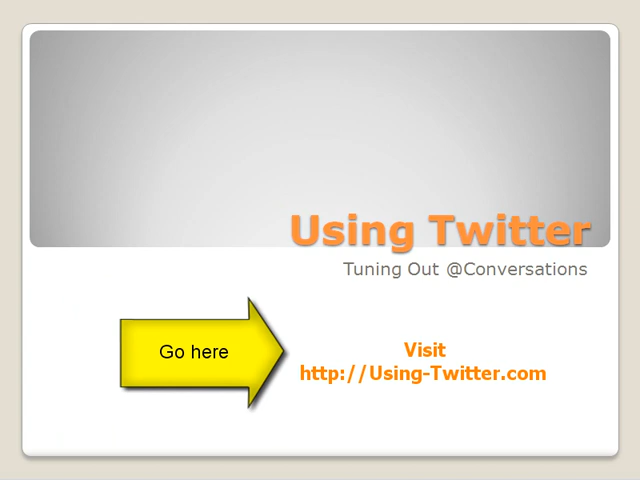 Using Twitter
Tuning Out @Conversations
Go here
Visit
http://Using-Twitter.com